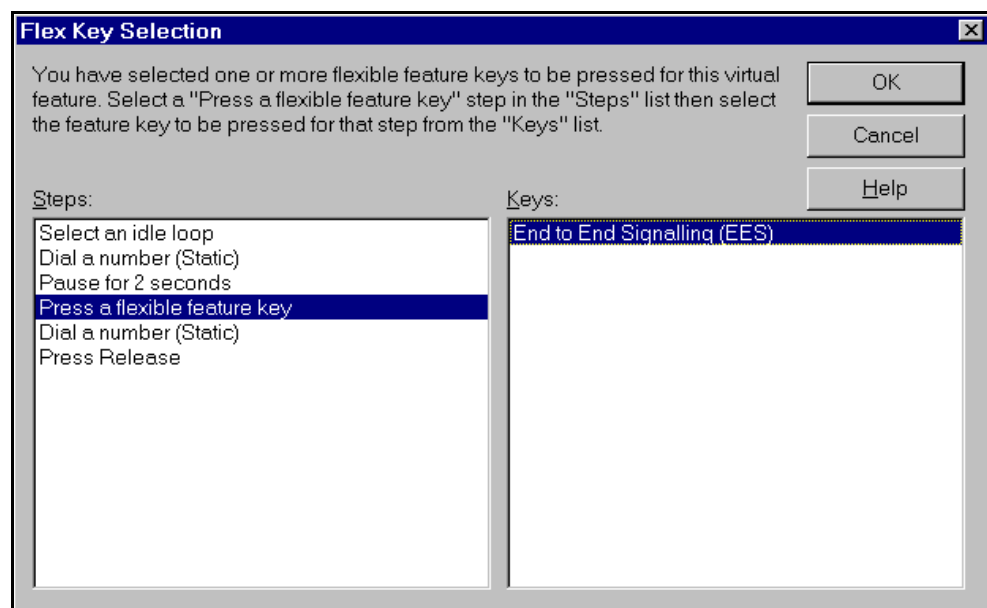 Flex Key Selection
You have selected one or more flexible feature keys to be pressed for this virtual
feature. Select a "Press a flexible feature key" step in the "Steps" list then select
the feature key to be pressed for that step from the "Keys" list.
OK
Cancel
Help
Steps:
Select an idle loop
Dial a number (Static)
Pause for 2 seconds
Press a flexible feature key
Dial a number (Static)
Press Release
Keys:
End to End Signalling (EES)